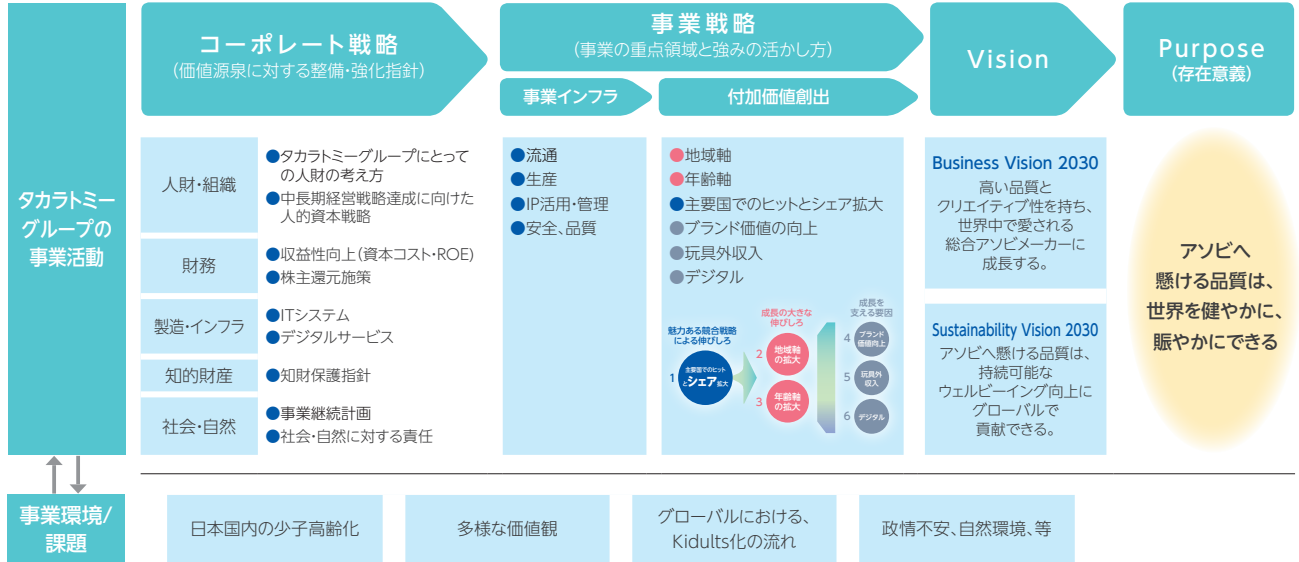 タカラトミー
グループの
事業活動
コーポレート戦略
(価値源泉に対する整備・強化指針)
事業戦略
(事業の重点領域と強みの活かし方)
事業インフラ
付加価値創出
Vision
Purpose
(存在意義)
人財・組織
●タカラトミーグループにとって
の人財の考え方
●中長期経営戦略達成に向けた
人的資本戦略
財務
●収益性向上(資本コスト・ROE)
●株主還元施策
製造・インフラ
●ITシステム
●デジタルサービス
知的財産
●知財保護指針
社会・自然
●事業継続計画
●社会・自然に対する責任
●流通
●生産
●IP活用・管理
●安全、品質
●地域軸
●年齢軸
●主要国でのヒットとシェア拡大
●ブランド価値の向上
●玩具外収入
●デジタル
魅力ある競合戦略
による伸びしろ
1
主要国でのヒット
とシェア拡大
成長の大きな
伸びしろ
2
地域軸
の拡大
3
年齢軸
の拡大
成長を
支える要因
4
ブランド
価値向上
5
玩具外
収入
6
デジタル
Business Vision 2030
高い品質と
クリエイティブ性を持ち、
世界中で愛される
総合アソビメーカーに
成長する。
Sustainability Vision 2030
アソビへ懸ける品質は、
持続可能な
ウェルビーイング向上に
グローバルで
貢献できる。
アソビへ
懸ける品質は、
世界を健やかに、
賑やかにできる
事業環境/
課題
日本国内の少子高齢化
多様な価値観
グローバルにおける、
Kidults化の流れ
政情不安、自然環境、等